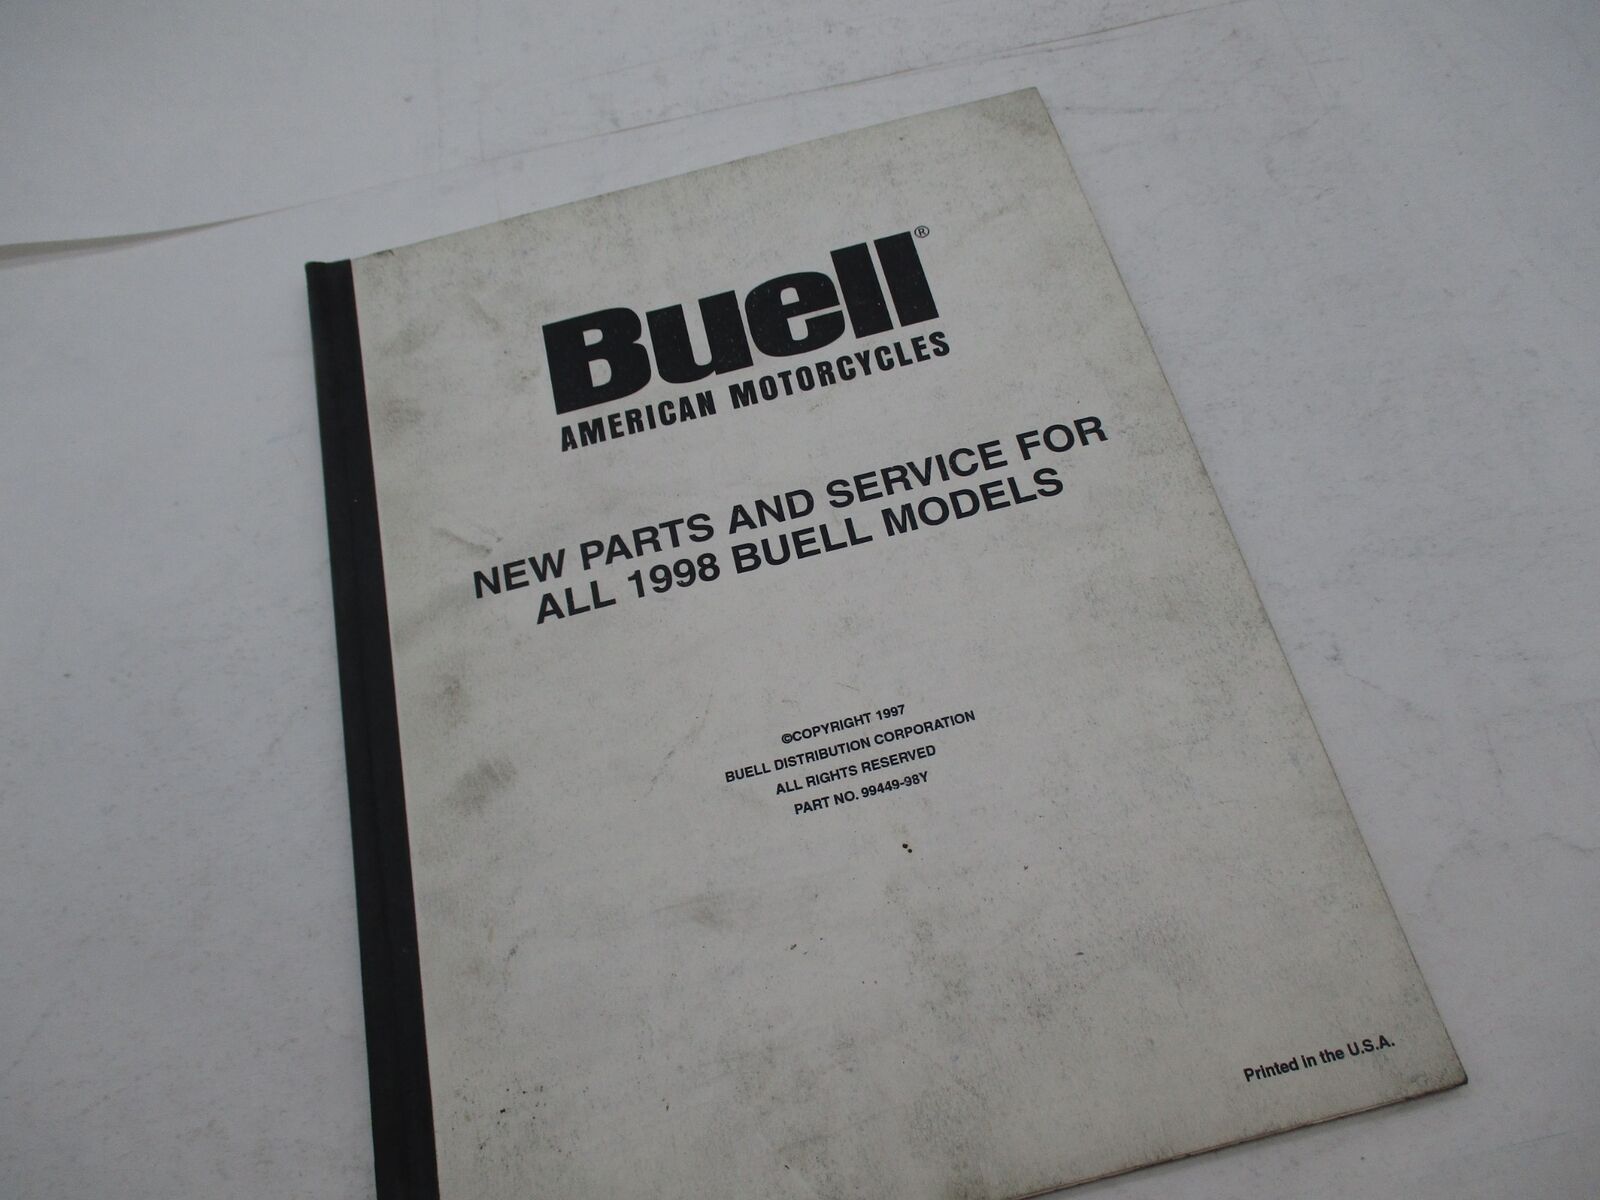 Buell®
AMERICAN MOTORCYCLES
NEW PARTS AND SERVICE FOR
ALL 1998 BUELL MODELS
©COPYRIGHT 1997
BUELL DISTRIBUTION CORPORATION
ALL RIGHTS RESERVED
PART NO. 99449-98Y
Printed in the U.S.A.